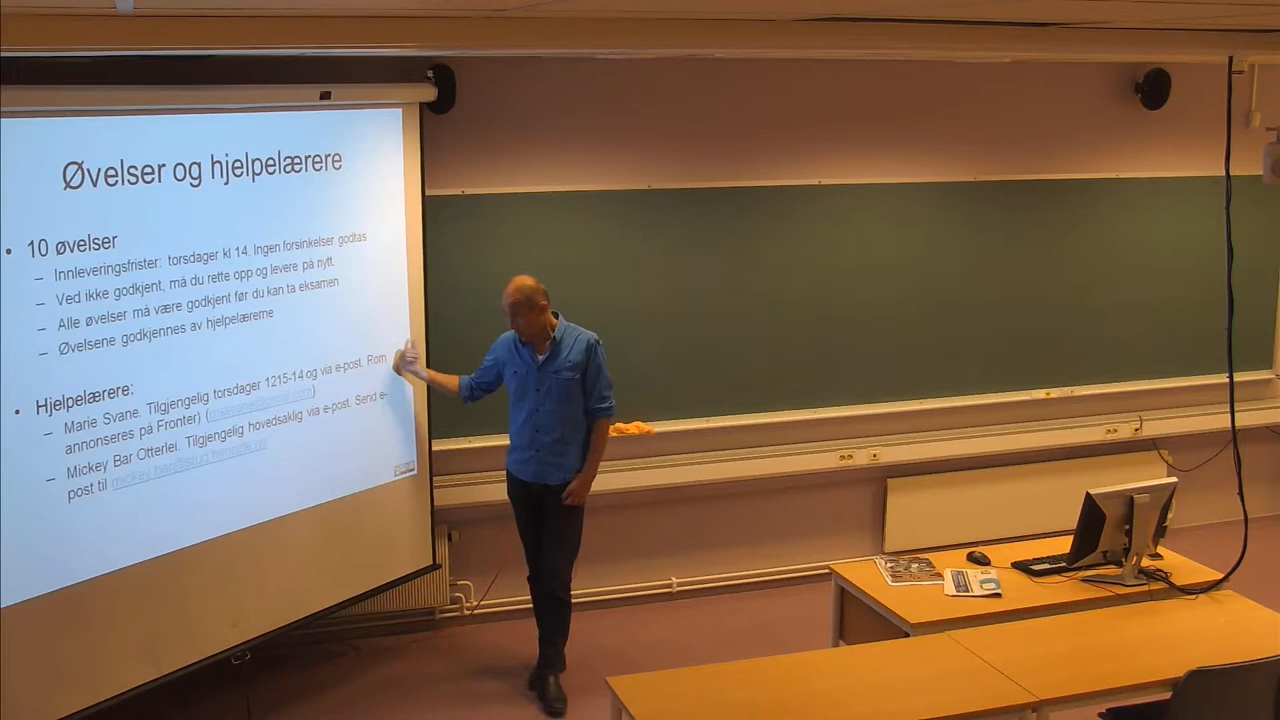 Øvelser og hjelpelærere
• 10 øvelser
– Innleveringsfrister: torsdager kl 14. Ingen forsinkelser godtas
– Ved ikke godkjent, må du rette opp og levere på nytt.
– Alle øvelser må være godkjent før du kan ta eksamen
– Øvelsene godkjennes av hjelpelærerne
• Hjelpelærere:
– Marie Svane. Tilgjengelig torsdager 1215-14 og via e-post. Rom
annonseres på Fronter) (
– Mickey Bar Otterlei. Tilgjengelig hovedsaklig via e-post. Send e-
post til